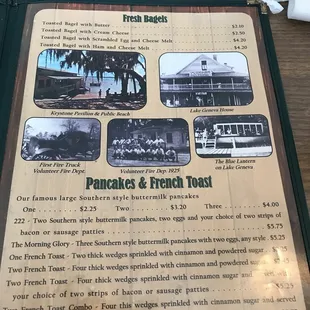 Fresh Bagels
Toasted Bagel with Butter $2.10
Toasted Bagel with Cream Cheese $2.50
Toasted Bagel with Scrambled Egg and Cheese Melt $4.20
Toasted Bagel with Ham and Cheese Melt $4.20
Keystone Pavilion & Public Beach
Lake Geneva House
First Fire Truck
Volunteer Fire Dept.
Volunteer Fire Dep 1925
The Blue Lantern
on Lake Geneva
Pancakes & French Toast
Our famous large Southern style buttermilk pancakes
One $2.25 Two $3.20 Three $4.00
222 - Two Southern style buttermilk pancakes, two eggs and your choice of two strips of
bacon or sausage patties $5.75
The Morning Glory - Three Southern style buttermilk pancakes with two eggs, any style $5.25
One French Toast - Two thick wedges sprinkled with cinnamon and powdered sugar
Two French Toast - Four thick wedges sprinkled with cinnamon and powdered
Two French Toast - Four thick wedges sprinkled with cinnamon and
your choice of two strips of bacon or sausage patties $5.25
Two French Toast Combo - Four thick wedges sprinkled with cinnamon and served